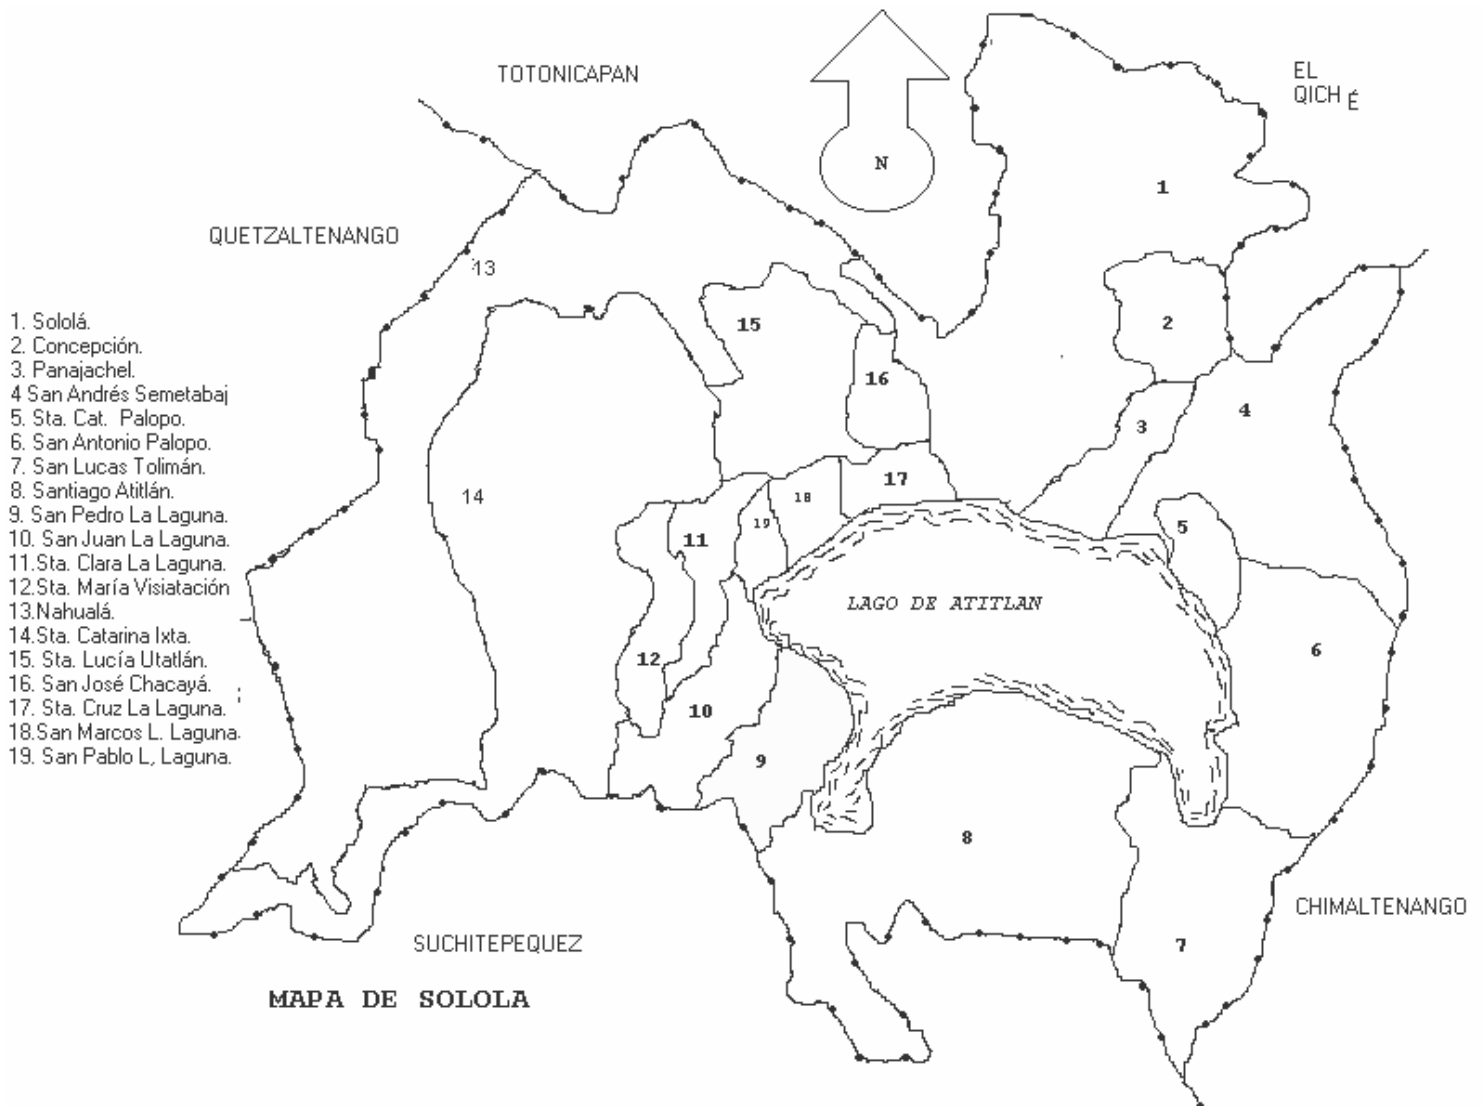 TOTONICAPAN
EL
QICH É
N
1
QUETZALTENANGO
13
1. Sololá.
2. Concepción.
3. Panajachel.
4 San Andrés Semetabaj
5. Sta. Cat. Palopo.
6. San Antonio Palopo.
7. San Lucas Tolimán.
8. Santiago Atitlán.
9. San Pedro La Laguna.
10. San Juan La Laguna.
11. Sta. Clara La Laguna.
12. Sta. María Visiatación
13. Nahualá.
14. Sta. Catarina Ixta.
15. Sta. Lucía Utatlán.
16. San José Chacayá.
17. Sta. Cruz La Laguna.
18. San Marcos L. Laguna.
19. San Pablo L, Laguna.
15
2
16
4
3
17
14
18
19
5
11
LAGO DE ATITLAN
12
6
10
9
8
7
CHIMALTENANGO
SUCHITEPEQUEZ
MAPA DE SOLOLA